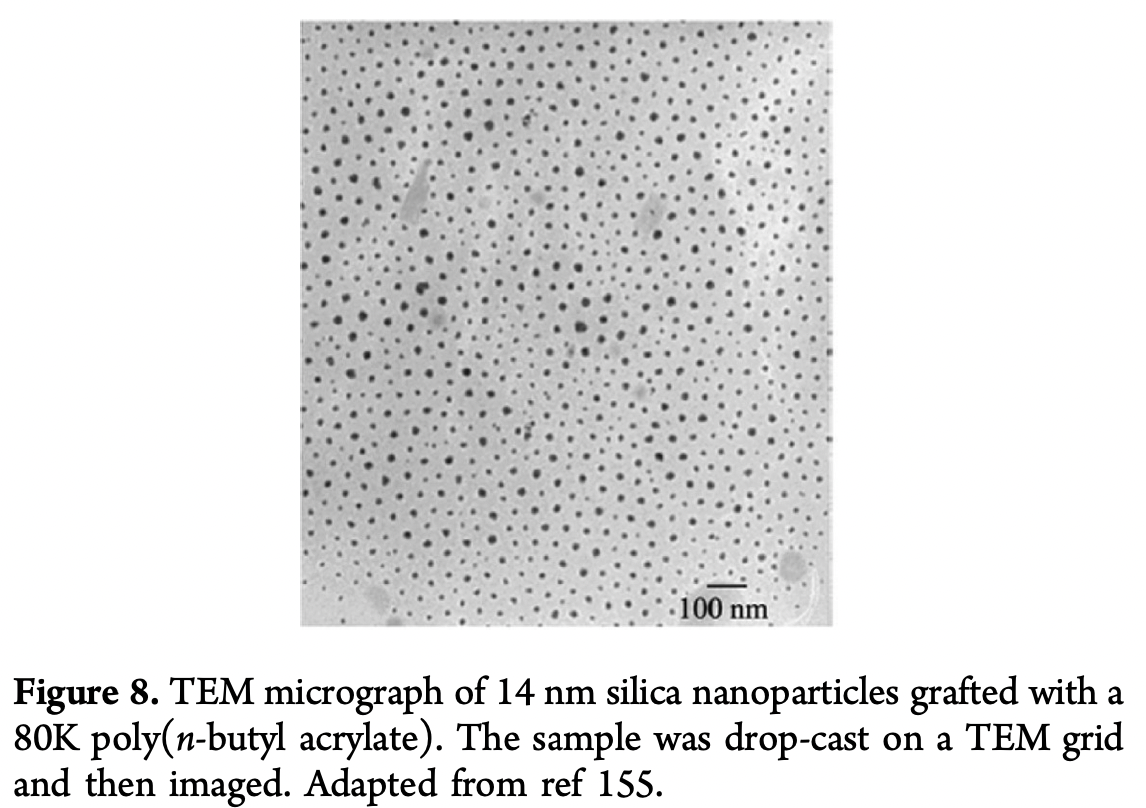 100 nm
Figure 8. TEM micrograph of 14 nm silica nanoparticles grafted with a
80K poly(n-butyl acrylate). The sample was drop-cast on a TEM grid
and then imaged. Adapted from ref 155.